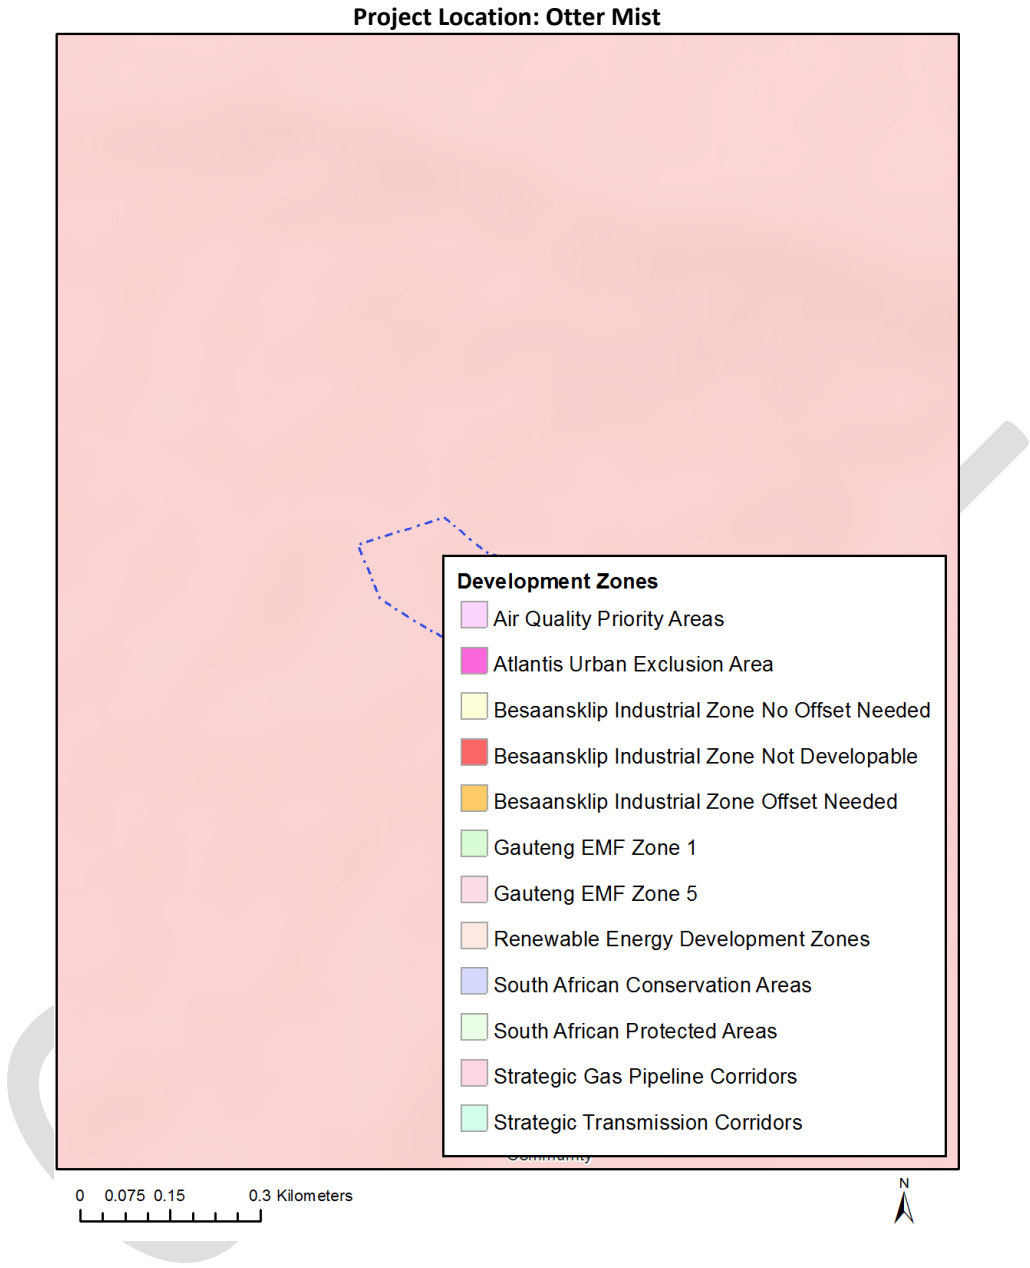 Project Location: Otter Mist
Development Zones
Air Quality Priority Areas
Atlantis Urban Exclusion Area
Besaansklip Industrial Zone No Offset Needed
Besaansklip Industrial Zone Not Developable
Besaansklip Industrial Zone Offset Needed
Gauteng EMF Zone 1
Gauteng EMF Zone 5
Renewable Energy Development Zones
South African Conservation Areas
South African Protected Areas
Strategic Gas Pipeline Corridors
Strategic Transmission Corridors
Community
0 0.075 0.15 0.3 Kilometers
N